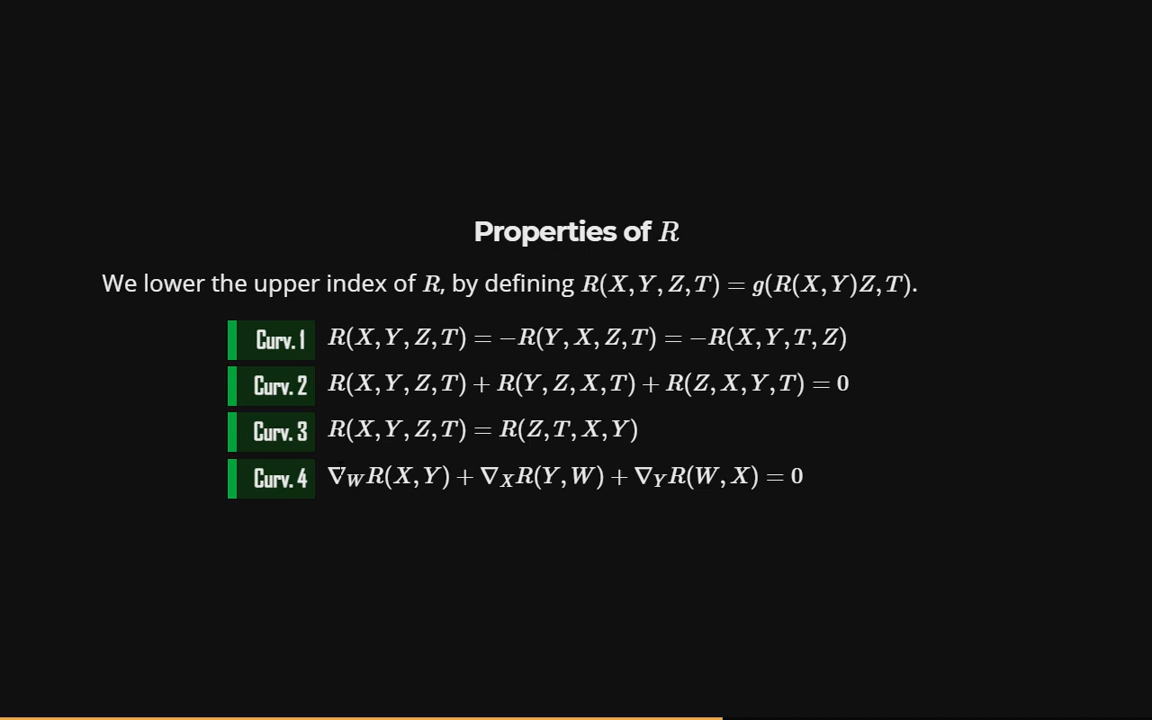 Properties of R
We lower the upper index of R, by defining R(X, Y, Z, T) = g(R(X, Y)Z, T).
Curv. 1 R(X, Y, Z, T) = −R(Y, X, Z, T) = −R(X, Y, T, Z)
Curv. 2 R(X, Y, Z, T) + R(Y, Z, X, T) + R(Z, X, Y, T) = 0
Curv. 3 R(X, Y, Z, T) = R(Z, T, X, Y)
Curv. 4 ∇_W R(X, Y) + ∇_X R(Y, W) + ∇_Y R(W, X) = 0